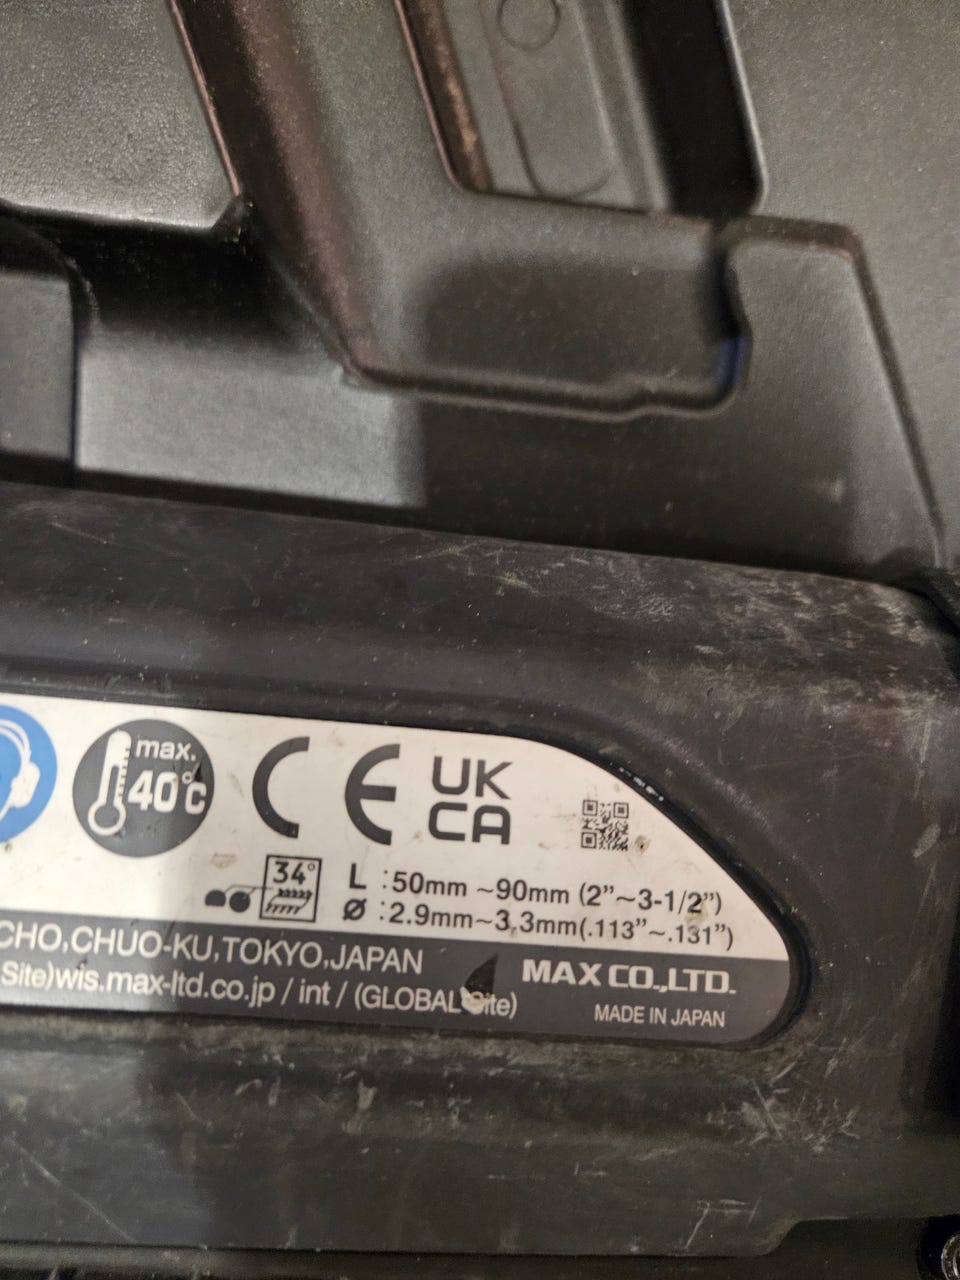 max.
40°C
CE
UK
CA
34°
L : 50mm ~90mm (2”~3-1/2”)
Ø : 2.9mm~3.3mm(.113”~.131”)
CHO,CHUO-KU,TOKYO,JAPAN
Site)wis.max-ltd.co.jp / int / (GLOBAL Site)
MAX CO.,LTD.
MADE IN JAPAN